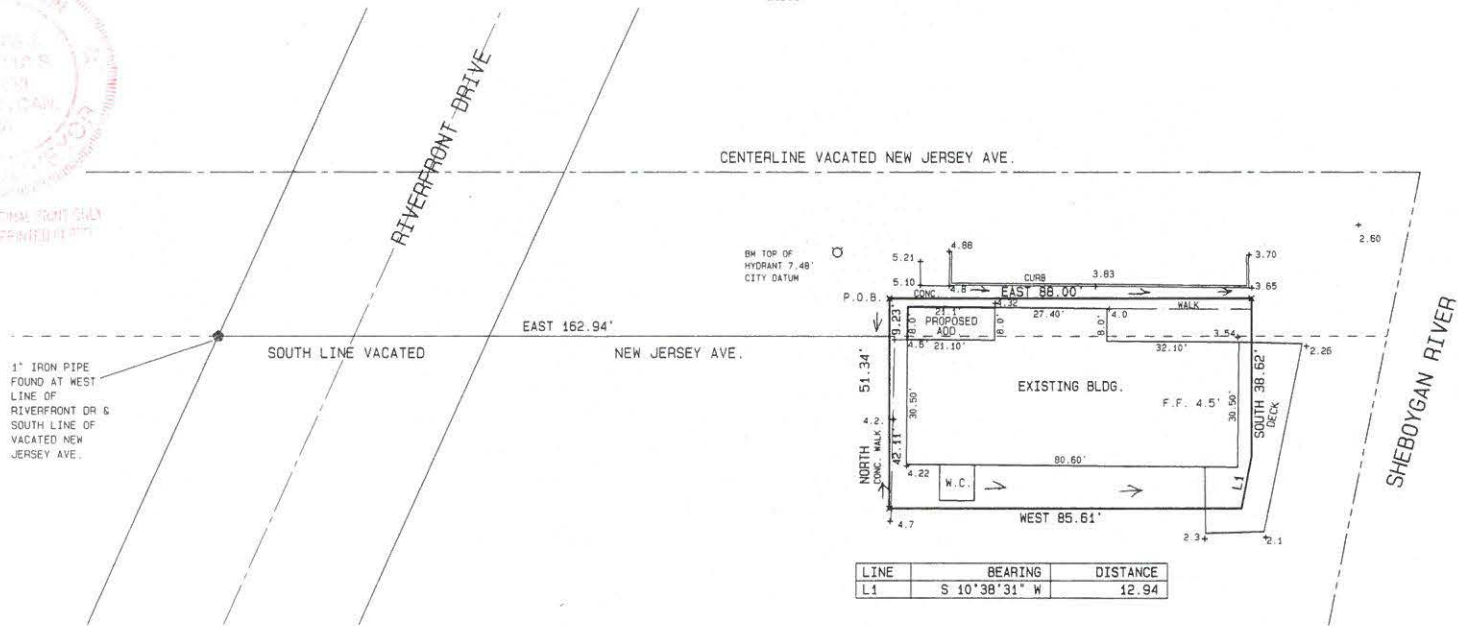 RIVERFRONT DRIVE
CENTERLINE VACATED NEW JERSEY AVE.
2.60
BM TOP OF
HYDRANT 7.48'
CITY DATUM
5.21
4.88
3.70
5.10
4.8
CURB
3.83
3.65
P.O.B.
CONC.
EAST 88.00'
4.32
WALK
9.23'
8.0'
21.1'
PROPOSED
ADD
8.0'
27.40'
4.0
8.0'
3.54
EAST 162.94'
SOUTH LINE VACATED
NEW JERSEY AVE.
21.10'
32.10'
2.26
1" IRON PIPE
FOUND AT WEST
LINE OF
RIVERFRONT DR &
SOUTH LINE OF
VACATED NEW
JERSEY AVE.
51.34'
NORTH
30.50'
EXISTING BLDG.
F.F. 4.5'
30.50'
SOUTH 38.62'
DECK
SHEBOYGAN RIVER
4.2
42.11'
CONC. WALK
4.22
80.60'
W.C.
L1
WEST 85.61'
4.7
2.3
2.1
LINE BEARING DISTANCE
L1 S 10°38'31" W 12.94